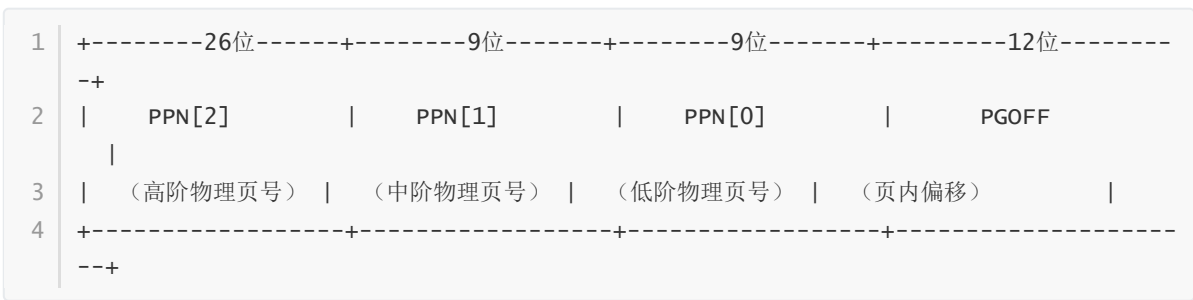 1 +--------26位------+--------9位-------+--------9位-------+---------12位--------
-+
2 |     PPN[2]       |     PPN[1]       |     PPN[0]       |      PGOFF
  |
3 |  （高阶物理页号） |  （中阶物理页号） |  （低阶物理页号） |  （页内偏移）         |
4 +------------------+------------------+------------------+--------------------
--+